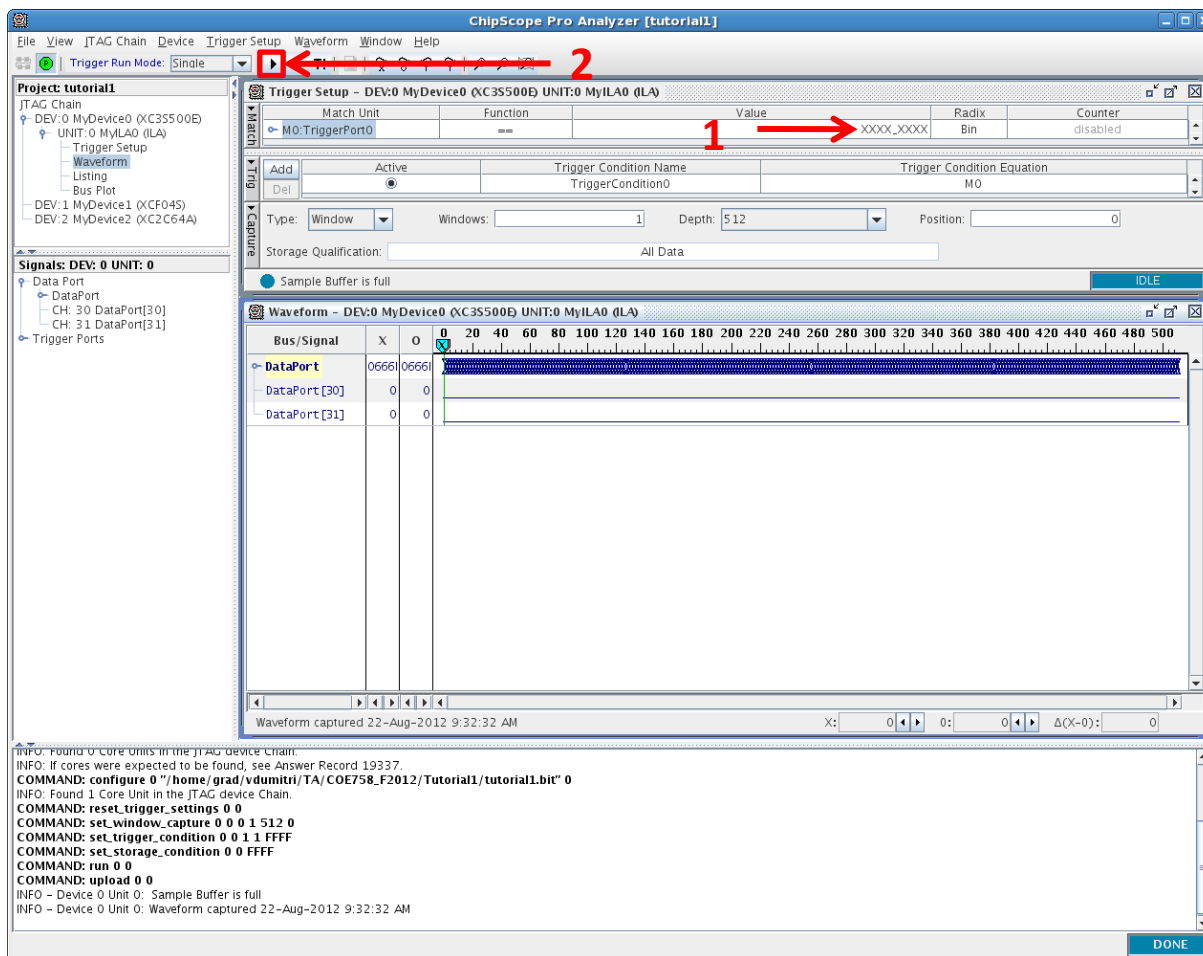 ChipScope Pro Analyzer [tutorial1]
File View JTAG Chain Device Trigger Setup Waveform Window Help
Trigger Run Mode: Single
T!
2
Project: tutorial1
JTAG Chain
DEV:0 MyDevice0 (XC3S500E)
UNIT:0 MyILA0 (ILA)
Trigger Setup
Waveform
Listing
Bus Plot
DEV:1 MyDevice1 (XCF04S)
DEV:2 MyDevice2 (XC2C64A)
Signals: DEV: 0 UNIT: 0
Data Port
DataPort
CH: 30 DataPort[30]
CH: 31 DataPort[31]
Trigger Ports
Trigger Setup - DEV:0 MyDevice0 (XC3S500E) UNIT:0 MyILA0 (ILA)
Match
Match Unit Function Value Radix Counter
M0:TriggerPort0 == XXXX_XXXX Bin disabled
1
Trig
Add Active Trigger Condition Name Trigger Condition Equation
Del TriggerCondition0 M0
Capture
Type: Window Windows: 1 Depth: 512 Position: 0
Storage Qualification: All Data
Sample Buffer is full IDLE
Waveform - DEV:0 MyDevice0 (XC3S500E) UNIT:0 MyILA0 (ILA)
Bus/Signal X O 0 20 40 60 80 100 120 140 160 180 200 220 240 260 280 300 320 340 360 380 400 420 440 460 480 500
X
DataPort 0666 0666
DataPort[30] 0 0
DataPort[31] 0 0
Waveform captured 22-Aug-2012 9:32:32 AM X: 0 O: 0 Δ(X-O): 0
INFO: Found 0 Core Units in the JTAG device Chain.
INFO: If cores were expected to be found, see Answer Record 19337.
COMMAND: configure 0 "/home/grad/vdumitri/TA/COE758_F2012/Tutorial1/tutorial1.bit" 0
INFO: Found 1 Core Unit in the JTAG device Chain.
COMMAND: reset_trigger_settings 0 0
COMMAND: set_window_capture 0 0 0 1 512 0
COMMAND: set_trigger_condition 0 0 1 1 FFFF
COMMAND: set_storage_condition 0 0 FFFF
COMMAND: run 0 0
COMMAND: upload 0 0
INFO - Device 0 Unit 0: Sample Buffer is full
INFO - Device 0 Unit 0: Waveform captured 22-Aug-2012 9:32:32 AM
DONE